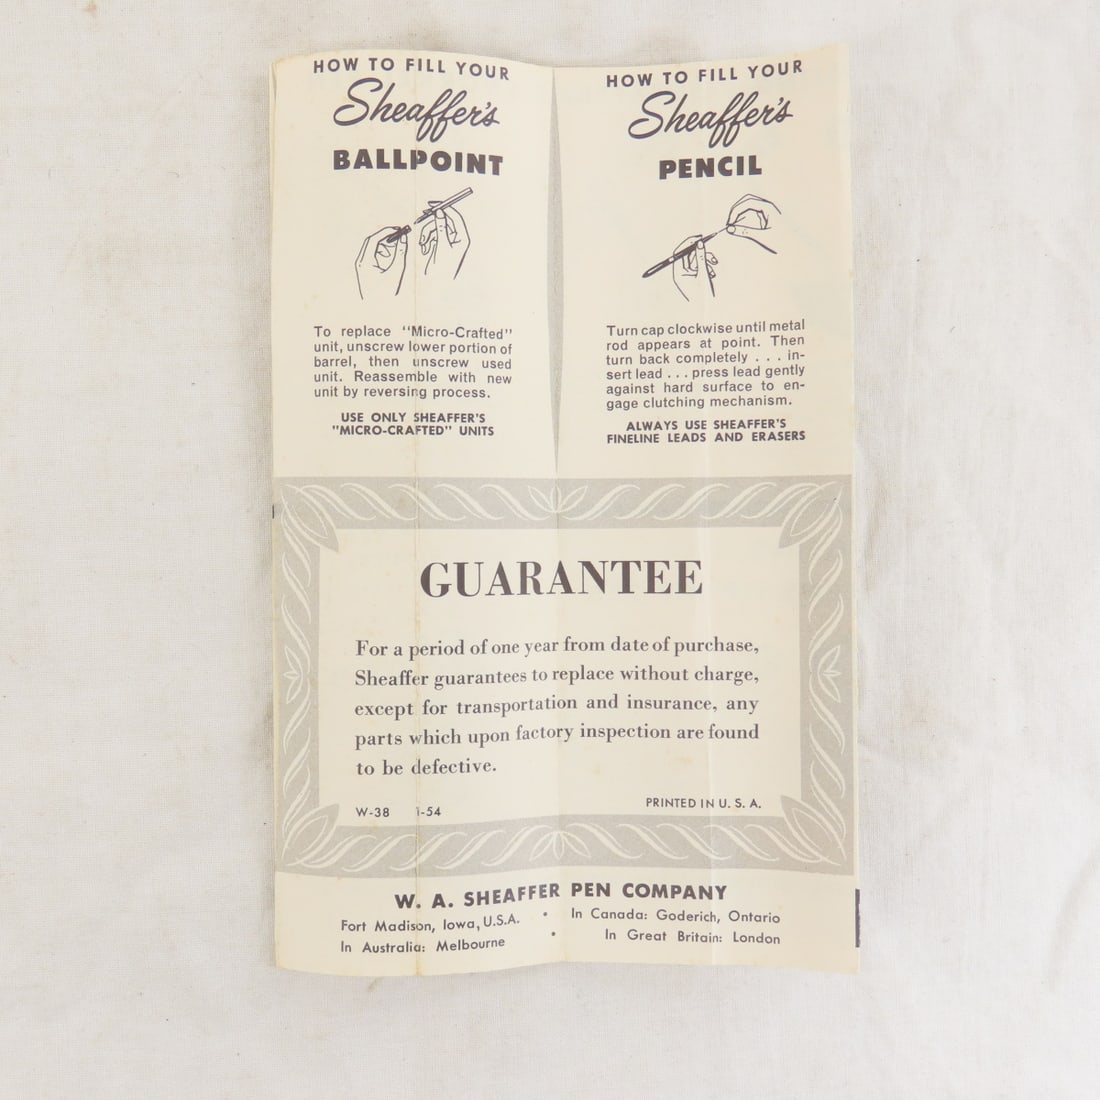 HOW TO FILL YOUR
Sheaffer's
BALLPOINT
To replace "Micro-Crafted"
unit, unscrew lower portion of
barrel, then unscrew used
unit. Reassemble with new
unit by reversing process.
USE ONLY SHEAFFER'S
"MICRO-CRAFTED" UNITS
HOW TO FILL YOUR
Sheaffer's
PENCIL
Turn cap clockwise until metal
rod appears at point. Then
turn back completely . . . in-
sert lead . . . press lead gently
against hard surface to en-
gage clutching mechanism.
ALWAYS USE SHEAFFER'S
FINELINE LEADS AND ERASERS
GUARANTEE
For a period of one year from date of purchase,
Sheaffer guarantees to replace without charge,
except for transportation and insurance, any
parts which upon factory inspection are found
to be defective.
W-38 1-54 PRINTED IN U. S. A.
W. A. SHEAFFER PEN COMPANY
Fort Madison, Iowa, U.S.A. • In Canada: Goderich, Ontario
In Australia: Melbourne • In Great Britain: London